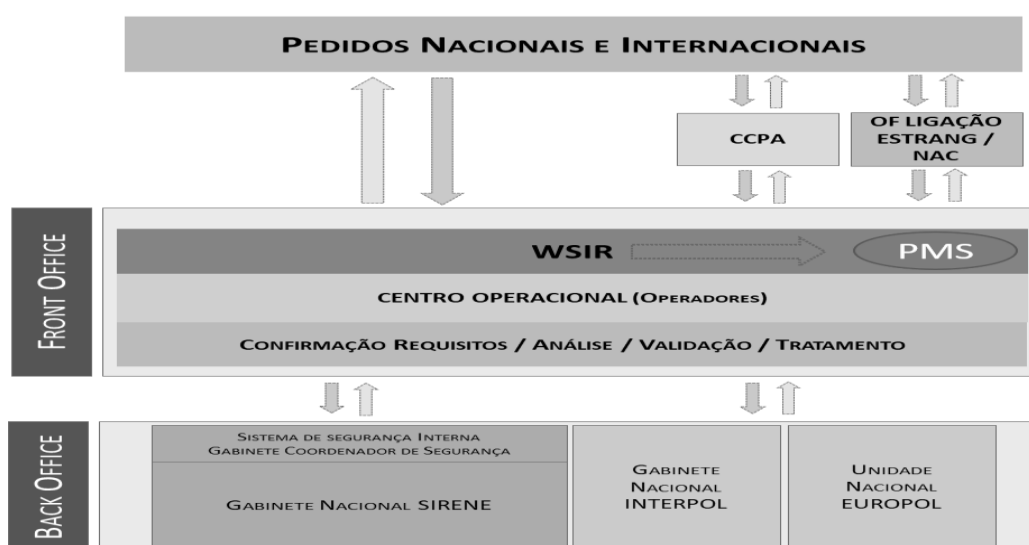 PEDIDOS NACIONAIS E INTERNACIONAIS
CCPA
OF LIGAÇÃO
ESTRANG /
NAC
FRONT OFFICE
WSIR
PMS
CENTRO OPERACIONAL (OPERADORES)
CONFIRMAÇÃO REQUISITOS / ANÁLISE / VALIDAÇÃO / TRATAMENTO
BACK OFFICE
SISTEMA DE SEGURANÇA INTERNA
GABINETE COORDENADOR DE SEGURANÇA
GABINETE NACIONAL SIRENE
GABINETE
NACIONAL
INTERPOL
UNIDADE
NACIONAL
EUROPOL